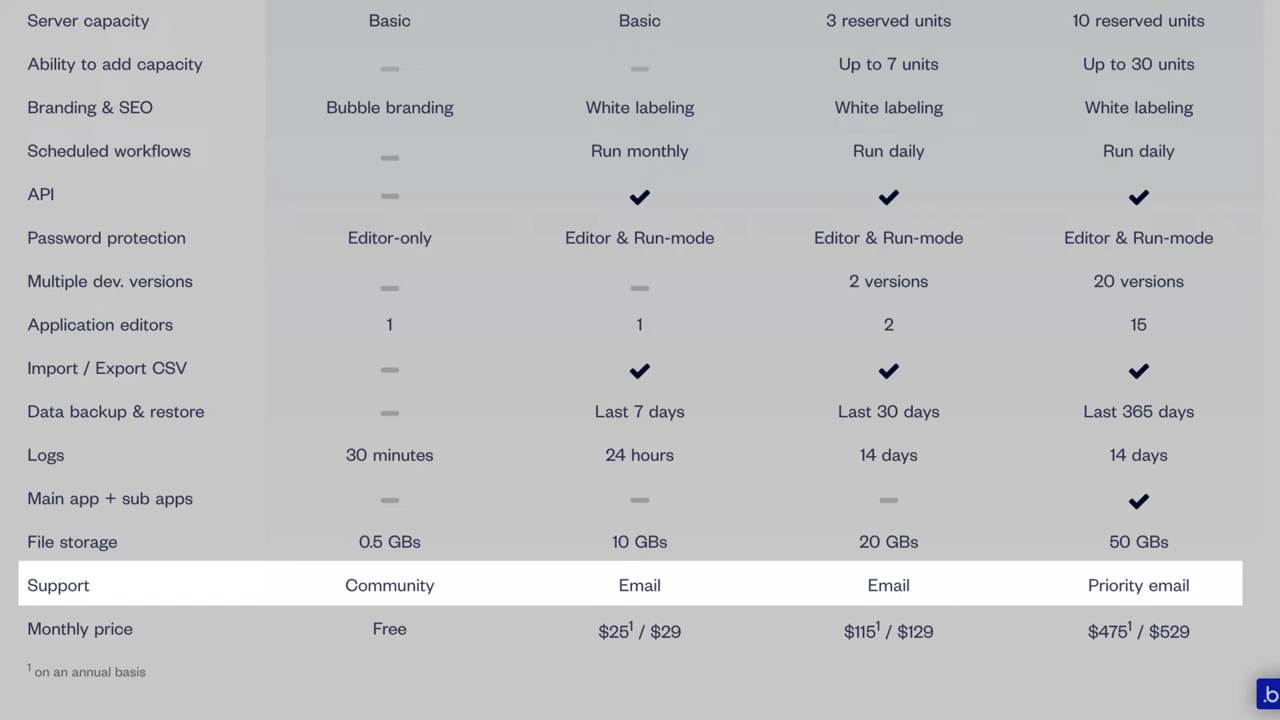 Server capacity Basic Basic 3 reserved units 10 reserved units
Ability to add capacity – – Up to 7 units Up to 30 units
Branding & SEO Bubble branding White labeling White labeling White labeling
Scheduled workflows – Run monthly Run daily Run daily
API – ✓ ✓ ✓
Password protection Editor-only Editor & Run-mode Editor & Run-mode Editor & Run-mode
Multiple dev. versions – – 2 versions 20 versions
Application editors 1 1 2 15
Import / Export CSV – ✓ ✓ ✓
Data backup & restore – Last 7 days Last 30 days Last 365 days
Logs 30 minutes 24 hours 14 days 14 days
Main app + sub apps – – – ✓
File storage 0.5 GBs 10 GBs 20 GBs 50 GBs
Support Community Email Email Priority email
Monthly price Free $25¹ / $29 $115¹ / $129 $475¹ / $529
¹ on an annual basis
.b